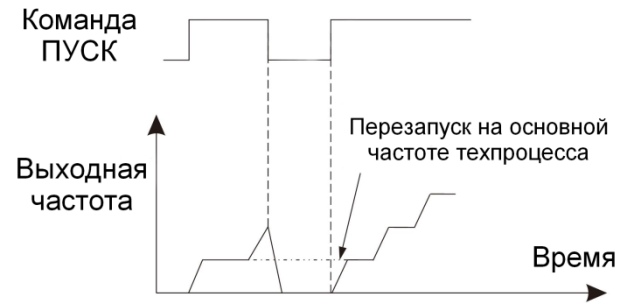 Команда
ПУСК
Перезапуск на основной
частоте техпроцесса
Выходная
частота
Время